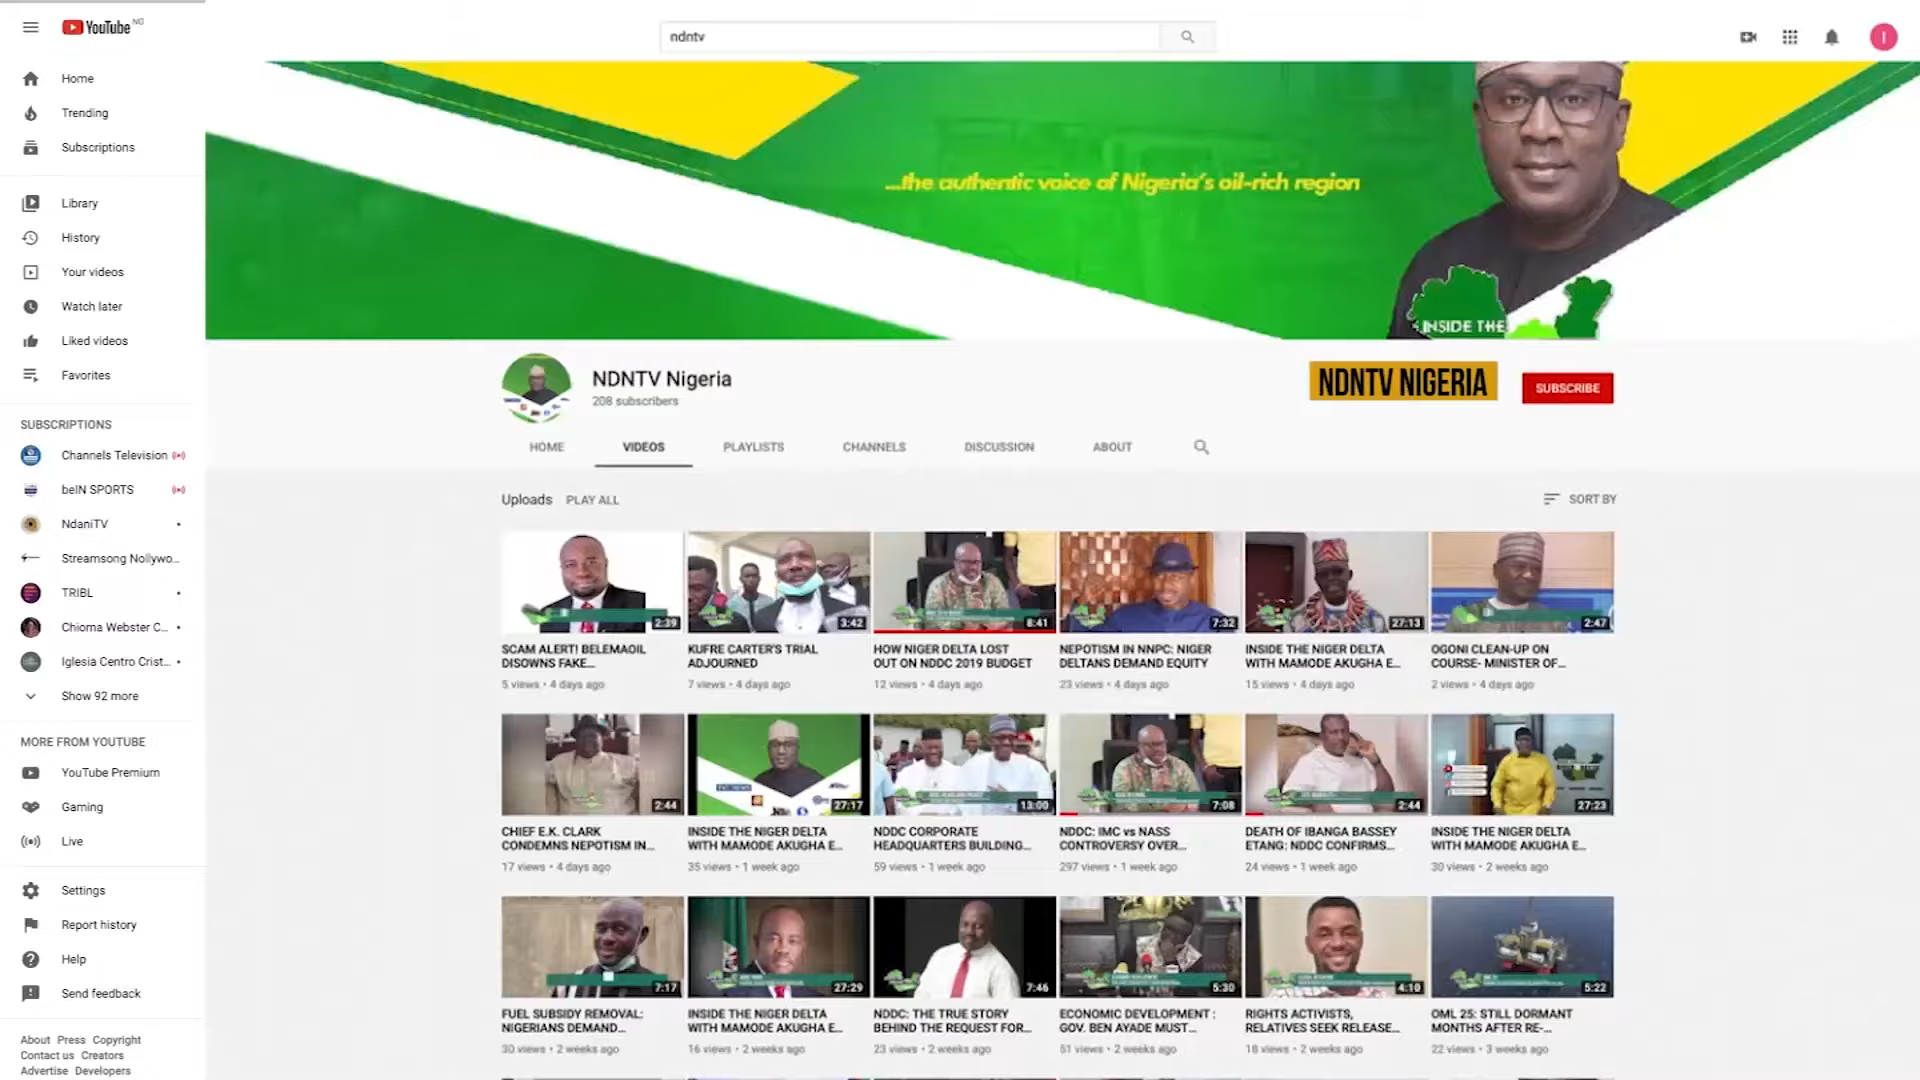 YouTube NG
ndntv
I
Home
Trending
Subscriptions
Library
History
Your videos
Watch later
Liked videos
Favorites
SUBSCRIPTIONS
Channels Television
beIN SPORTS
NdaniTV
Streamsong Nollywo...
TRIBL
Chioma Webster C...
Iglesia Centro Crist...
Show 92 more
MORE FROM YOUTUBE
YouTube Premium
Gaming
Live
Settings
Report history
Help
Send feedback
About Press Copyright
Contact us Creators
Advertise Developers
...the authentic voice of Nigeria's oil-rich region
INSIDE THE
NDNTV Nigeria
208 subscribers
NDNTV NIGERIA
SUBSCRIBE
HOME VIDEOS PLAYLISTS CHANNELS DISCUSSION ABOUT
Uploads PLAY ALL SORT BY
2:39 3:42 8:41 7:32 27:13 2:47
SCAM ALERT! BELEMAOIL
DISOWNS FAKE...
5 views • 4 days ago
KUFRE CARTER'S TRIAL
ADJOURNED
7 views • 4 days ago
HOW NIGER DELTA LOST
OUT ON NDDC 2019 BUDGET
12 views • 4 days ago
NEPOTISM IN NNPC: NIGER
DELTANS DEMAND EQUITY
23 views • 4 days ago
INSIDE THE NIGER DELTA
WITH MAMODE AKUGHA E...
15 views • 4 days ago
OGONI CLEAN-UP ON
COURSE- MINISTER OF...
2 views • 4 days ago
2:44 27:17 13:00 7:08 2:44 27:23
CHIEF E.K. CLARK
CONDEMNS NEPOTISM IN...
17 views • 4 days ago
INSIDE THE NIGER DELTA
WITH MAMODE AKUGHA E...
35 views • 1 week ago
NDDC CORPORATE
HEADQUARTERS BUILDING...
59 views • 1 week ago
NDDC: IMC vs NASS
CONTROVERSY OVER...
297 views • 1 week ago
DEATH OF IBANGA BASSEY
ETANG: NDDC CONFIRMS...
24 views • 1 week ago
INSIDE THE NIGER DELTA
WITH MAMODE AKUGHA E...
30 views • 2 weeks ago
7:17 27:29 7:46 5:30 4:10 5:22
FUEL SUBSIDY REMOVAL:
NIGERIANS DEMAND...
30 views • 2 weeks ago
INSIDE THE NIGER DELTA
WITH MAMODE AKUGHA E...
16 views • 2 weeks ago
NDDC: THE TRUE STORY
BEHIND THE REQUEST FOR...
23 views • 2 weeks ago
ECONOMIC DEVELOPMENT :
GOV. BEN AYADE MUST...
51 views • 2 weeks ago
RIGHTS ACTIVISTS,
RELATIVES SEEK RELEASE...
18 views • 2 weeks ago
OML 25: STILL DORMANT
MONTHS AFTER RE-...
22 views • 3 weeks ago